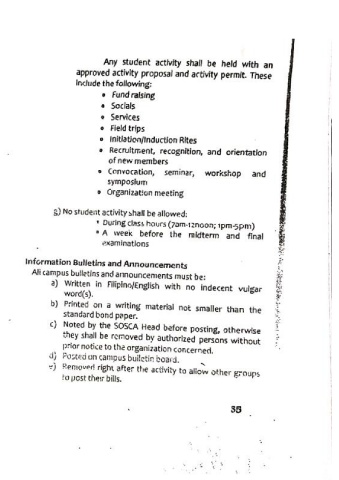 Any student activity shall be held with an
approved activity proposal and activity permit. These
include the following:
• Fund raising
• Socials
• Services
• Field trips
• Initiation/Induction Rites
• Recruitment, recognition, and orientation
of new members
• Convocation, seminar, workshop and
symposium
• Organization meeting
g) No student activity shall be allowed:
• During class hours (7am-12noon; 1pm-5pm)
• A week before the midterm and final
examinations
Information Bulletins and Announcements
All campus bulletins and announcements must be:
a) Written in Filipino/English with no indecent vulgar
word(s).
b) Printed on a writing material not smaller than the
standard bond paper.
c) Noted by the SOSCA Head before posting, otherwise
they shall be removed by authorized persons without
prior notice to the organization concerned.
d) Posted on campus bulletin board.
e) Removed right after the activity to allow other groups
to post their bills.
35